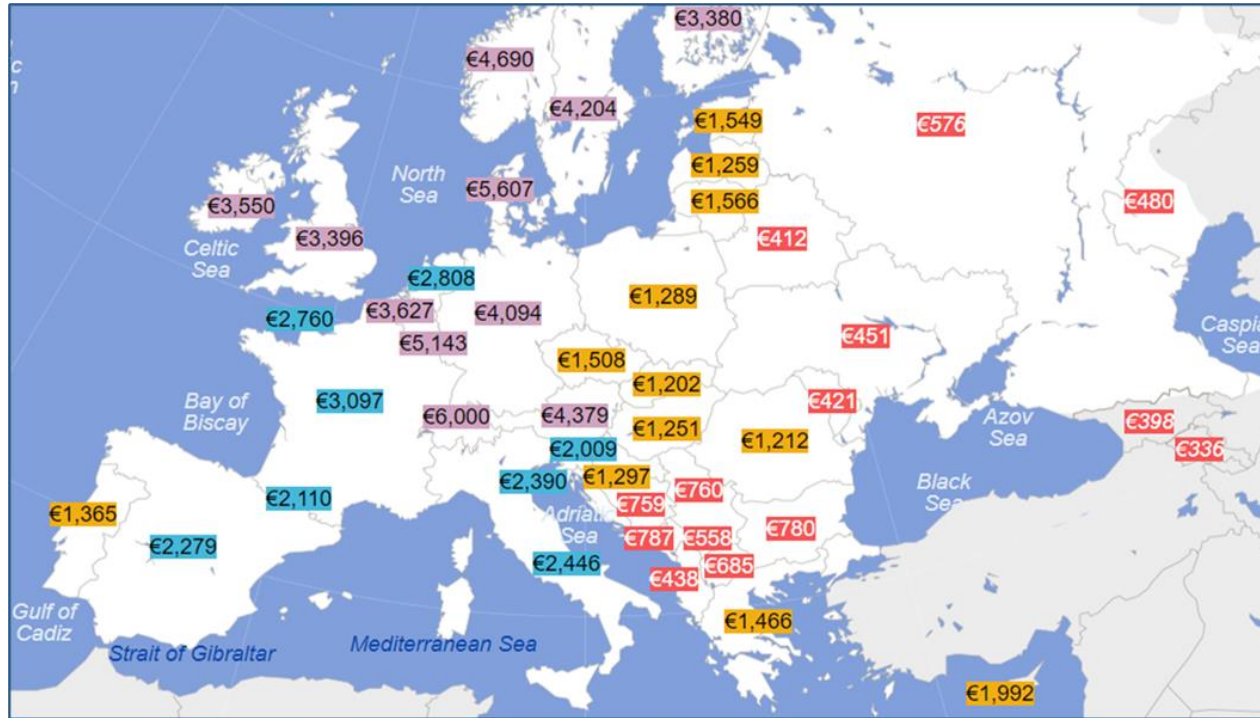 €3,380
€4,690
€4,204
€1,549
€576
North
Sea
€1,259
€5,607
€3,550
€1,566
€480
€3,396
€412
Celtic
Sea
€2,808
€1,289
€3,627
€4,094
€2,760
€5,143
€451
Caspia
Sea
€1,508
€1,202
Bay of
Biscay
€3,097
€6,000
€4,379
€421
Azov
Sea
€398
€1,251
€1,212
€2,009
€336
€2,390
€1,297
€760
Black
Sea
€2,110
€759
€1,365
Adriatic
Sea
€787
€558
€780
€2,279
€2,446
€685
€438
Gulf of
Cadiz
€1,466
Mediterranean Sea
Strait of Gibraltar
€1,992